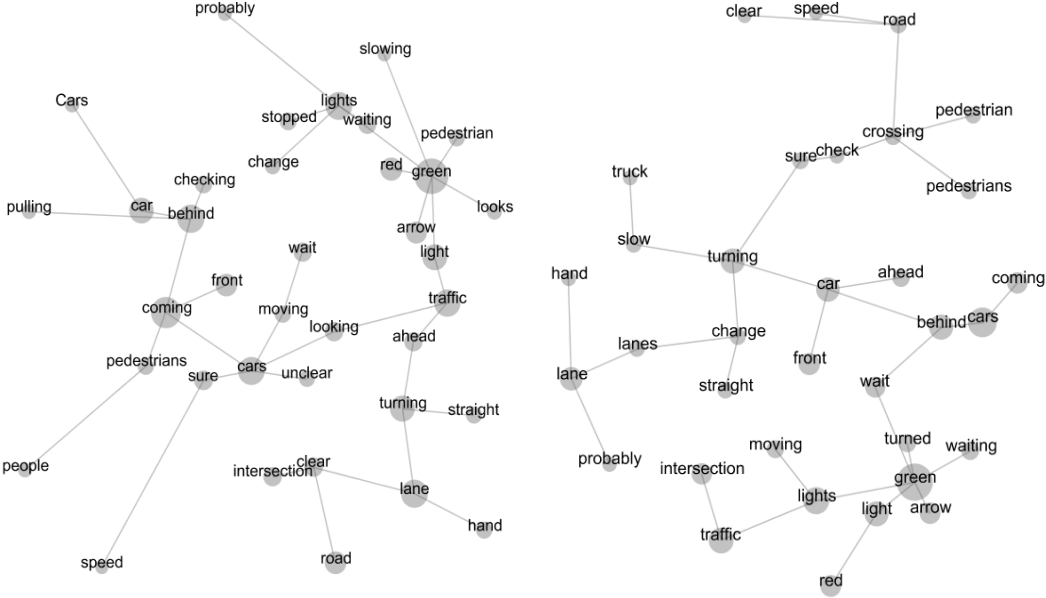 probably
slowing
Cars
lights
stopped
waiting
pedestrian
change
red
green
checking
pulling
car
behind
looks
arrow
light
wait
front
coming
moving
traffic
looking
ahead
pedestrians
sure
cars
unclear
turning
straight
people
intersection
clear
lane
hand
speed
road
clear
speed
road
pedestrian
crossing
sure
check
truck
pedestrians
slow
turning
hand
car
ahead
coming
behind
cars
lanes
change
front
lane
straight
wait
probably
moving
turned
waiting
intersection
green
lights
light
arrow
traffic
red